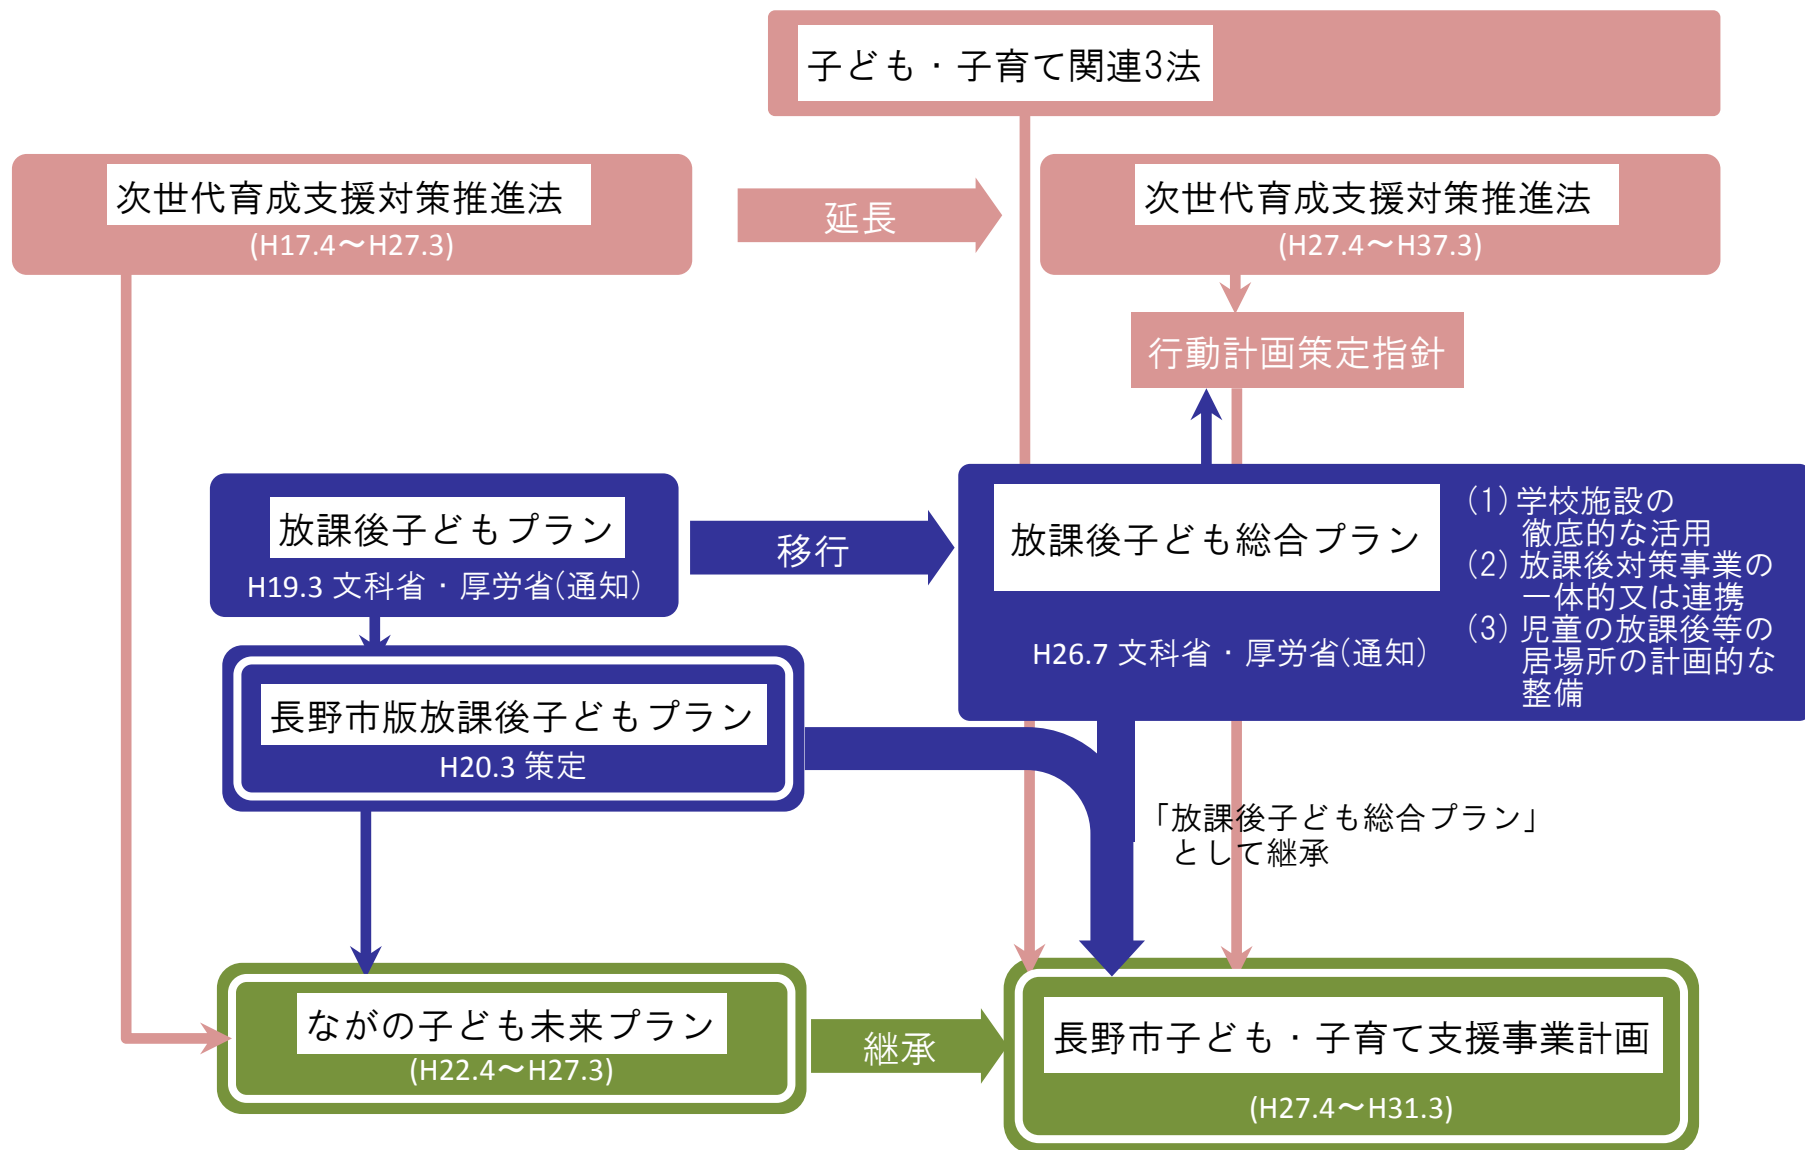 子ども・子育て関連3法
次世代育成支援対策推進法
(H17.4～H27.3)
延長
次世代育成支援対策推進法
(H27.4～H37.3)
行動計画策定指針
放課後子どもプラン
H19.3 文科省・厚労省(通知)
移行
放課後子ども総合プラン
H26.7 文科省・厚労省(通知)
(1) 学校施設の
徹底的な活用
(2) 放課後対策事業の
一体的又は連携
(3) 児童の放課後等の
居場所の計画的な
整備
長野市版放課後子どもプラン
H20.3 策定
「放課後子ども総合プラン」
として継承
ながの子ども未来プラン
(H22.4～H27.3)
継承
長野市子ども・子育て支援事業計画
(H27.4～H31.3)